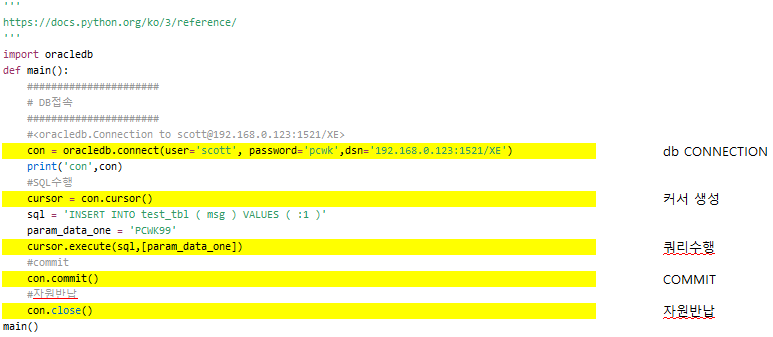 '''
https://docs.python.org/ko/3/reference/
'''
import oracledb
def main():
    ######################
    # DB접속
    ######################
    #<oracledb.Connection to scott@192.168.0.123:1521/XE>
    con = oracledb.connect(user='scott', password='pcwk',dsn='192.168.0.123:1521/XE') db CONNECTION
    print('con',con)
    #SQL수행
    cursor = con.cursor() 커서 생성
    sql = 'INSERT INTO test_tbl ( msg ) VALUES ( :1 )'
    param_data_one = 'PCWK99'
    cursor.execute(sql,[param_data_one])쿼리수행
    #commit
    con.commit() COMMIT
    #자원반납
    con.close() 자원반납
main()